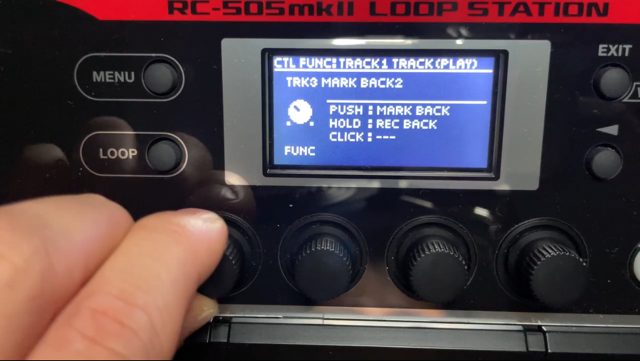 RC-505mkII LOOP STATION
MENU
LOOP
EXIT
CTL FUNC:TRACK1 TRACK(PLAY)
TRK3 MARK BACK2
PUSH : MARK BACK
HOLD : REC BACK
CLICK : ---
FUNC